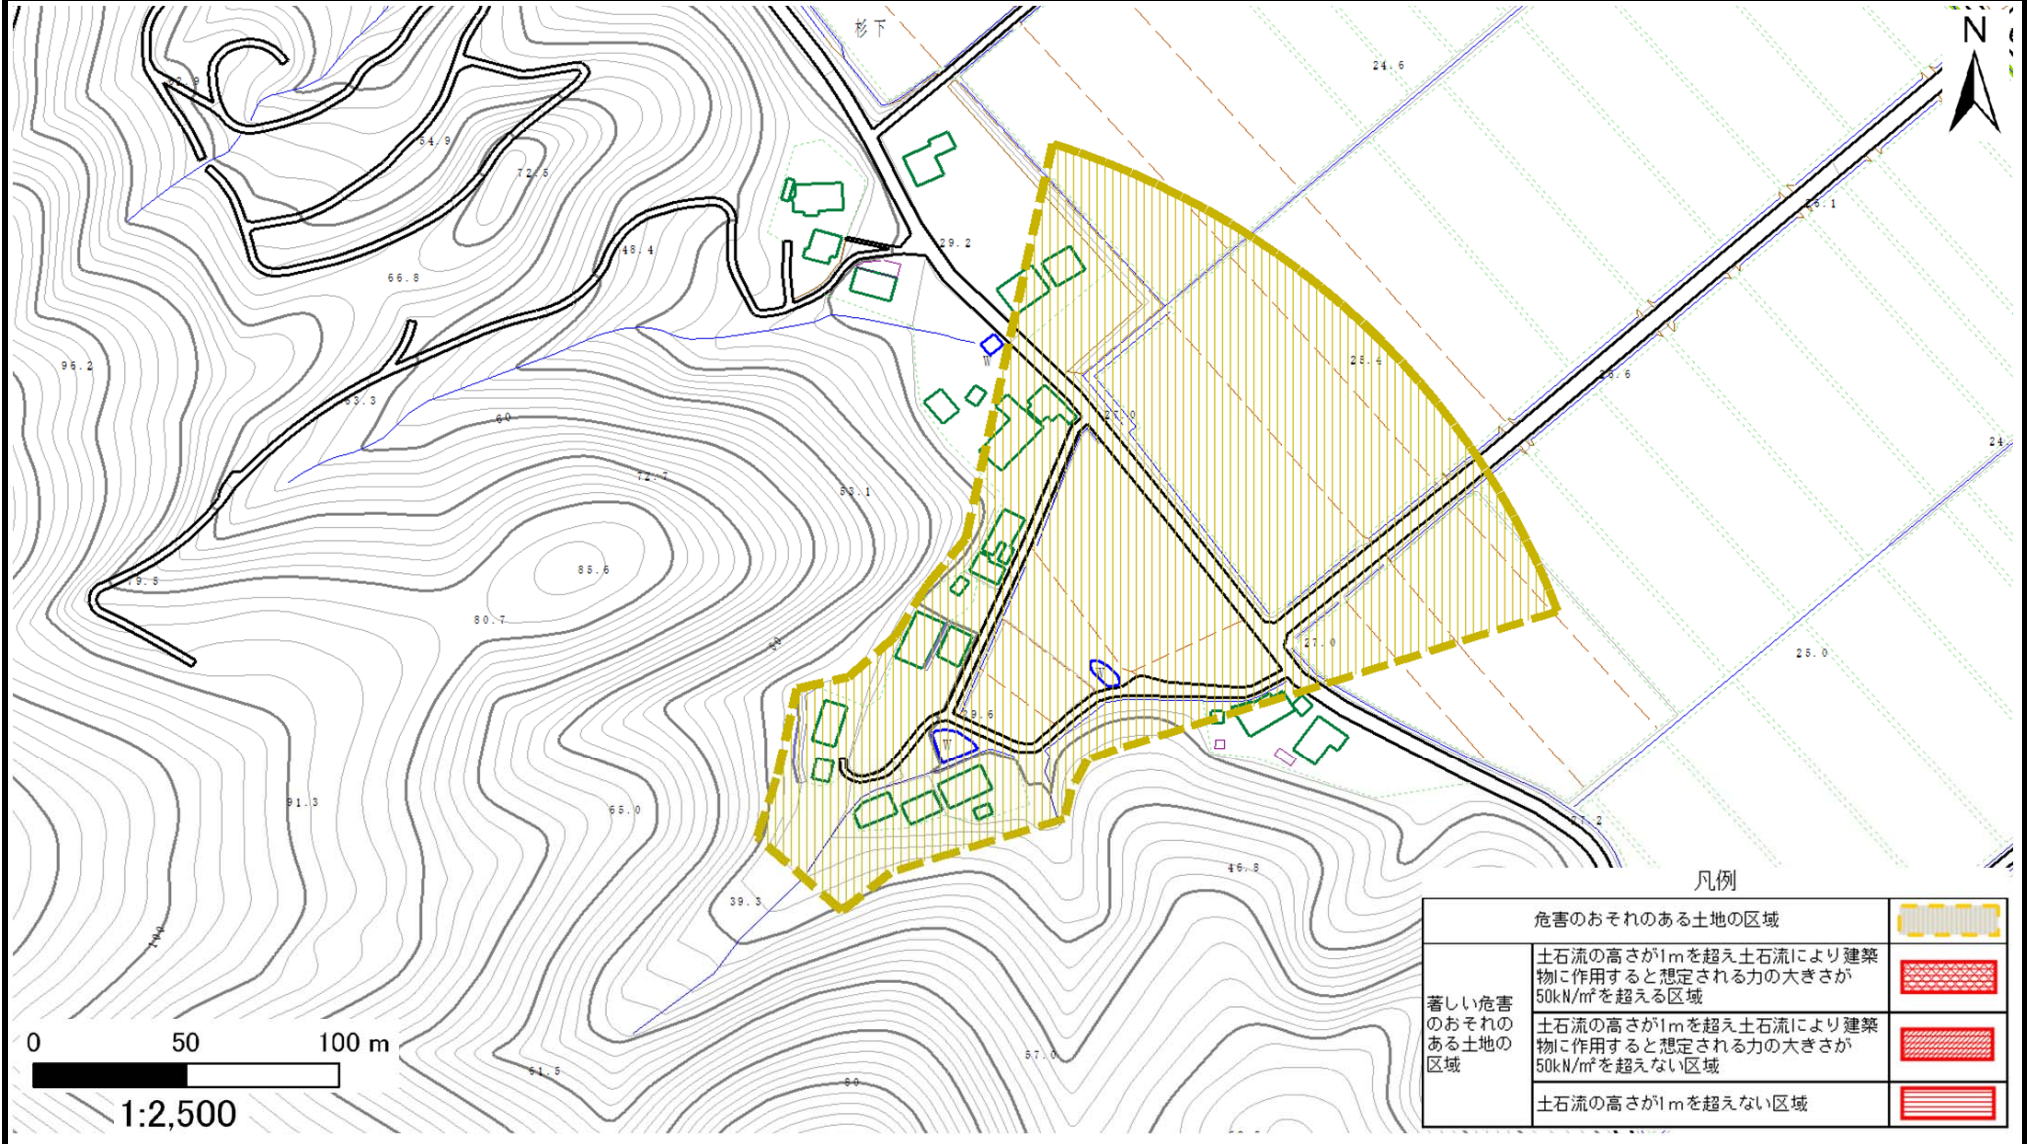 杉下
N
24.6
54.9
72.5
26.1
29.2
48.4
66.8
96.2
25.4
25.6
63.3
60
27.0
24.
72.7
53.1
85.6
79.5
80.7
27.0
25.0
29.6
W
W
91.3
65.0
27.2
46.8
39.3
100
57.0
61.5
80
0 50 100 m
1:2,500
凡例
危害のおそれのある土地の区域
著しい危害
のおそれの
ある土地の
区域
土石流の高さが1mを超え土石流により建築
物に作用すると想定される力の大きさが
50kN/㎡を超える区域
土石流の高さが1mを超え土石流により建築
物に作用すると想定される力の大きさが
50kN/㎡を超えない区域
土石流の高さが1mを超えない区域